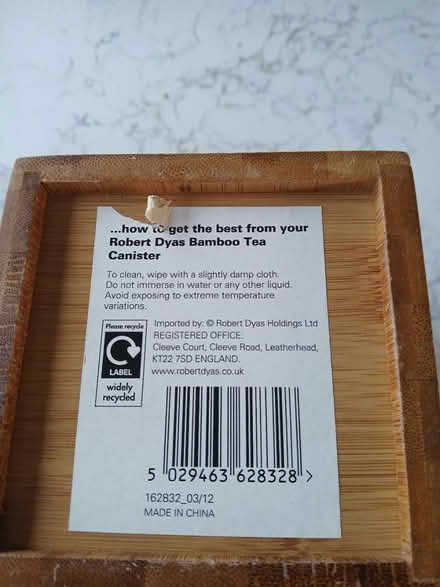 ...how to get the best from your
Robert Dyas Bamboo Tea
Canister
To clean, wipe with a slightly damp cloth.
Do not immerse in water or any other liquid.
Avoid exposing to extreme temperature
variations.
Please recycle
LABEL
widely
recycled
Imported by: © Robert Dyas Holdings Ltd
REGISTERED OFFICE:
Cleeve Court, Cleeve Road, Leatherhead,
KT22 7SD ENGLAND.
www.robertdyas.co.uk
5 029463 628328 >
162832_03/12
MADE IN CHINA